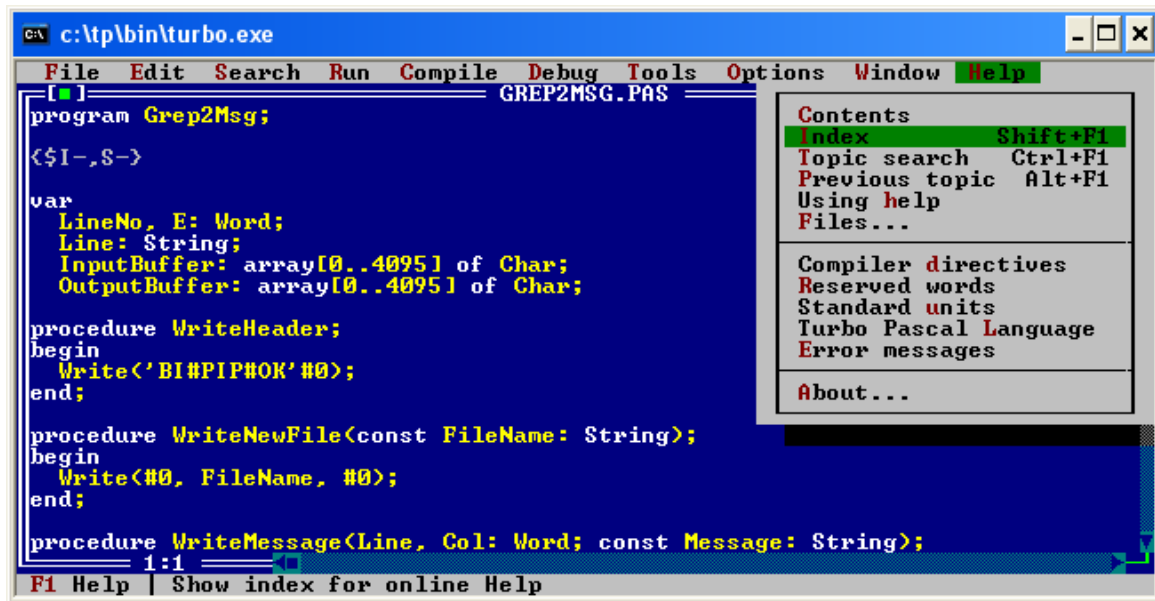 c:\tp\bin\turbo.exe
File Edit Search Run Compile Debug Tools Options Window Help
[■] GREP2MSG.PAS
program Grep2Msg;
{$I-,S-}
var
LineNo, E: Word;
Line: String;
InputBuffer: array[0..4095] of Char;
OutputBuffer: array[0..4095] of Char;
procedure WriteHeader;
begin
Write('BI#PIP#OK'#0);
end;
procedure WriteNewFile(const FileName: String);
begin
Write(#0, FileName, #0);
end;
procedure WriteMessage(Line, Col: Word; const Message: String);
1:1
Contents
Index Shift+F1
Topic search Ctrl+F1
Previous topic Alt+F1
Using help
Files...
Compiler directives
Reserved words
Standard units
Turbo Pascal Language
Error messages
About...
F1 Help | Show index for online Help